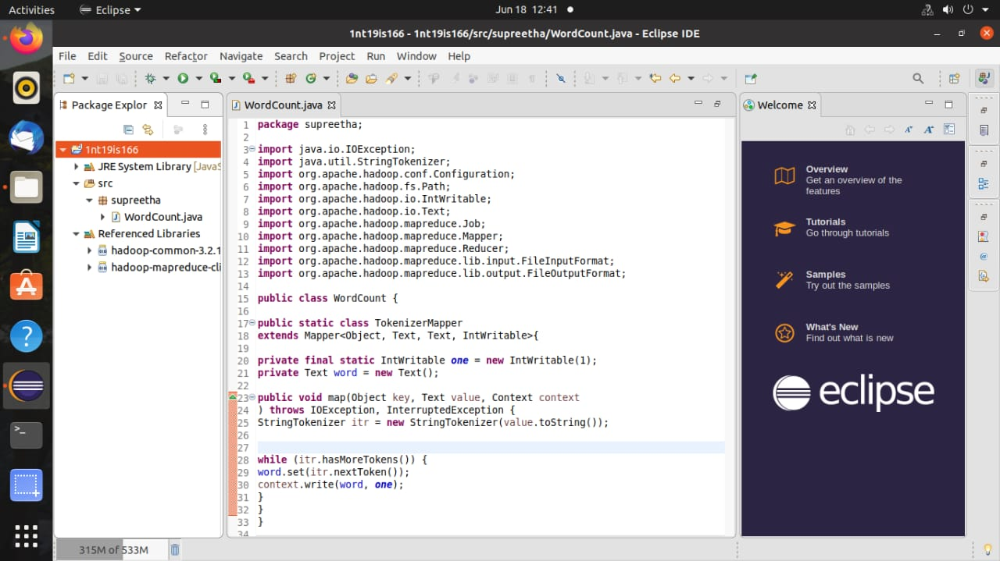 Activities Eclipse Jun 18 12:41
1nt19is166 - 1nt19is166/src/supreetha/WordCount.java - Eclipse IDE
File Edit Source Refactor Navigate Search Project Run Window Help
Package Explor
1nt19is166
JRE System Library [JavaS
src
supreetha
WordCount.java
Referenced Libraries
hadoop-common-3.2.1
hadoop-mapreduce-cli
WordCount.java
1 package supreetha;
2
3 import java.io.IOException;
4 import java.util.StringTokenizer;
5 import org.apache.hadoop.conf.Configuration;
6 import org.apache.hadoop.fs.Path;
7 import org.apache.hadoop.io.IntWritable;
8 import org.apache.hadoop.io.Text;
9 import org.apache.hadoop.mapreduce.Job;
10 import org.apache.hadoop.mapreduce.Mapper;
11 import org.apache.hadoop.mapreduce.Reducer;
12 import org.apache.hadoop.mapreduce.lib.input.FileInputFormat;
13 import org.apache.hadoop.mapreduce.lib.output.FileOutputFormat;
14
15 public class WordCount {
16
17 public static class TokenizerMapper
18 extends Mapper<Object, Text, Text, IntWritable>{
19
20 private final static IntWritable one = new IntWritable(1);
21 private Text word = new Text();
22
23 public void map(Object key, Text value, Context context
24 ) throws IOException, InterruptedException {
25 StringTokenizer itr = new StringTokenizer(value.toString());
26
27
28 while (itr.hasMoreTokens()) {
29 word.set(itr.nextToken());
30 context.write(word, one);
31 }
32 }
33 }
34
Welcome
Overview
Get an overview of the
features
Tutorials
Go through tutorials
Samples
Try out the samples
What's New
Find out what is new
eclipse
315M of 533M